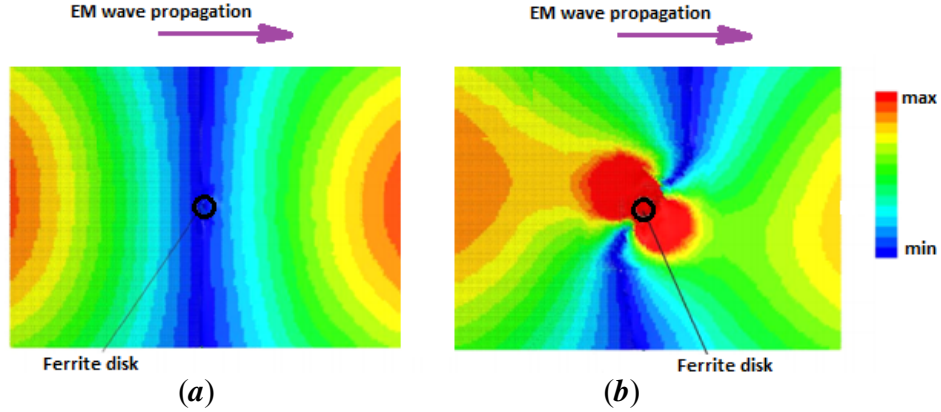 EM wave propagation
EM wave propagation
max
min
Ferrite disk
Ferrite disk
(a)
(b)